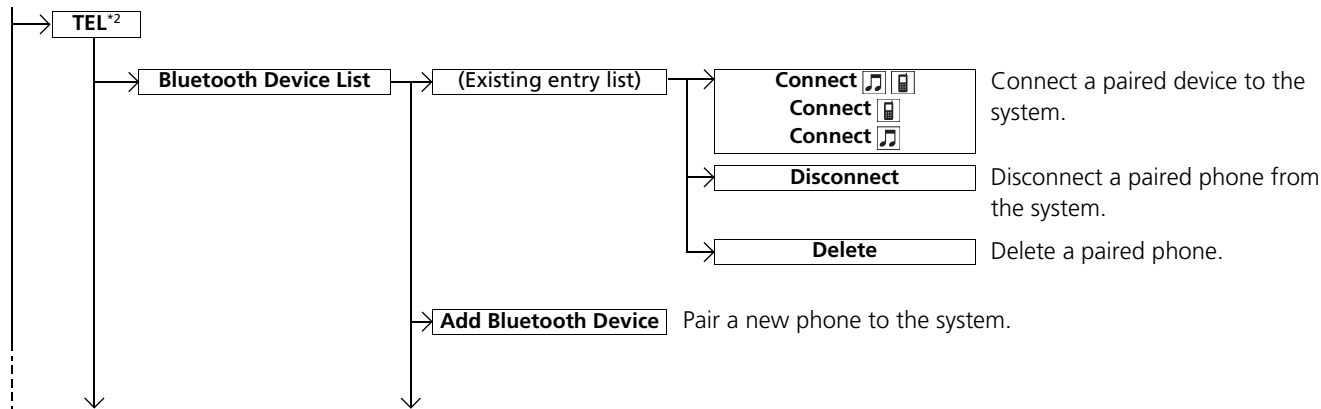 TEL*2
Bluetooth Device List
(Existing entry list)
Connect
Connect
Connect
Connect a paired device to the
system.
Disconnect
Disconnect a paired phone from
the system.
Delete
Delete a paired phone.
Add Bluetooth Device
Pair a new phone to the system.